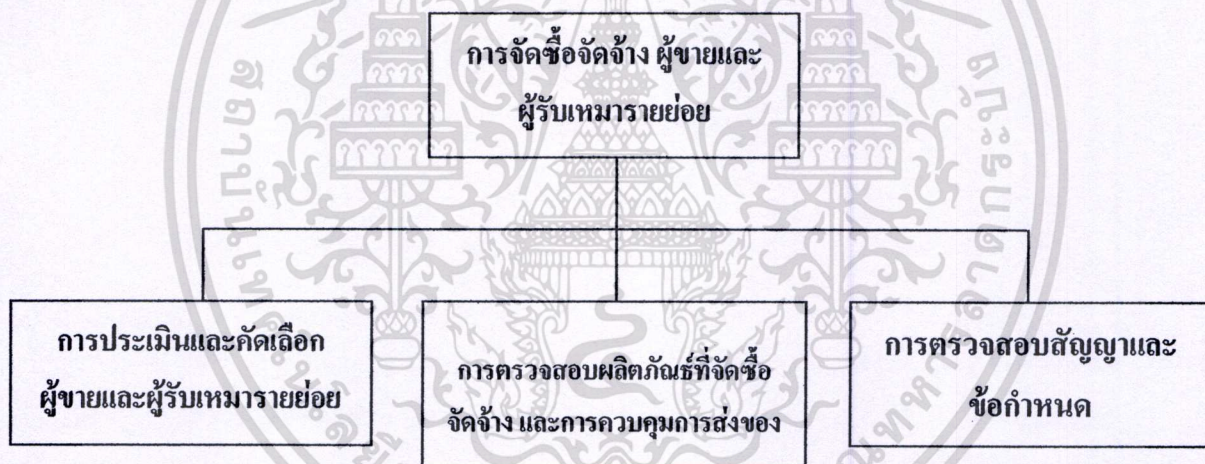 การจัดซื้อจัดจ้าง ผู้ขายและ
ผู้รับเหมารายย่อย
การประเมินและคัดเลือก
ผู้ขายและผู้รับเหมารายย่อย
การตรวจสอบผลิตภัณธ์ที่จัดซื้อ
จัดจ้าง และการควบคุมการส่งของ
การตรวจสอบสัญญาและ
ข้อกำหนด